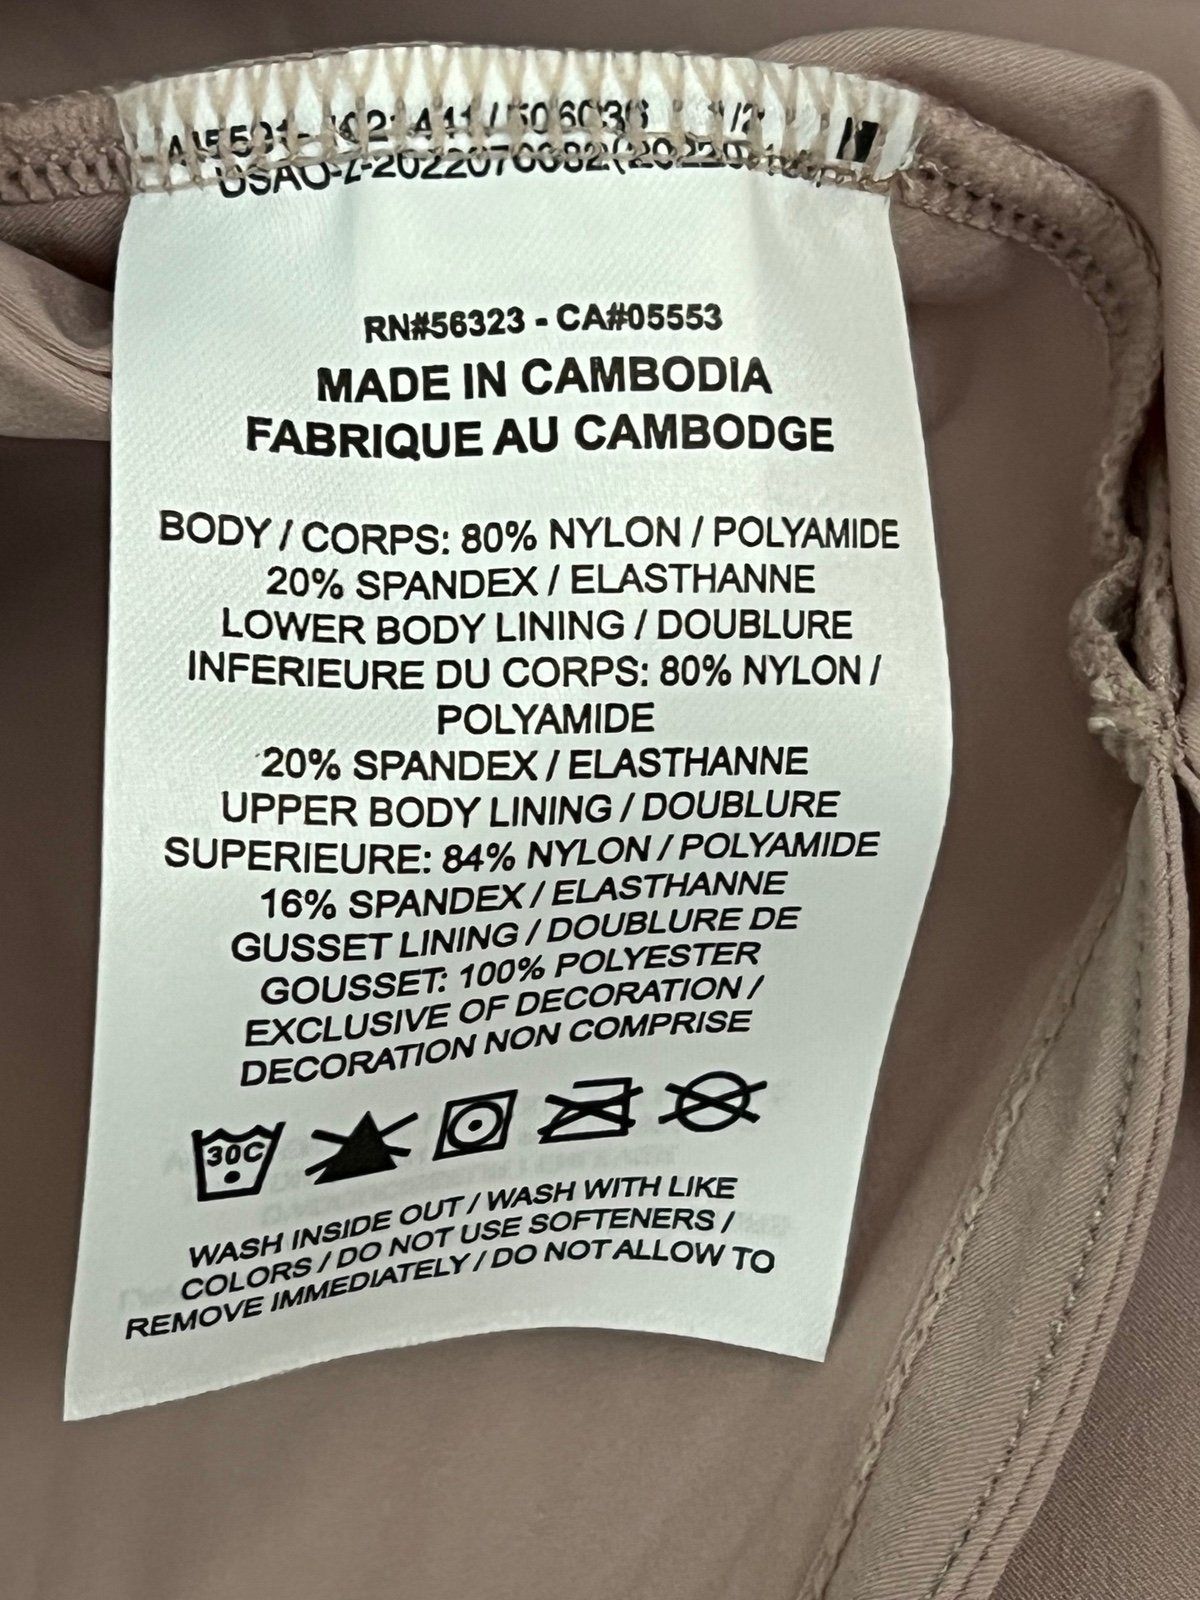 RN#56323 - CA#05553
MADE IN CAMBODIA
FABRIQUE AU CAMBODGE
BODY / CORPS: 80% NYLON / POLYAMIDE
20% SPANDEX / ELASTHANNE
LOWER BODY LINING / DOUBLURE
INFERIEURE DU CORPS: 80% NYLON /
POLYAMIDE
20% SPANDEX / ELASTHANNE
UPPER BODY LINING / DOUBLURE
SUPERIEURE: 84% NYLON / POLYAMIDE
16% SPANDEX / ELASTHANNE
GUSSET LINING / DOUBLURE DE
GOUSSET: 100% POLYESTER
EXCLUSIVE OF DECORATION /
DECORATION NON COMPRISE
30C
WASH INSIDE OUT / WASH WITH LIKE
COLORS / DO NOT USE SOFTENERS /
REMOVE IMMEDIATELY / DO NOT ALLOW TO